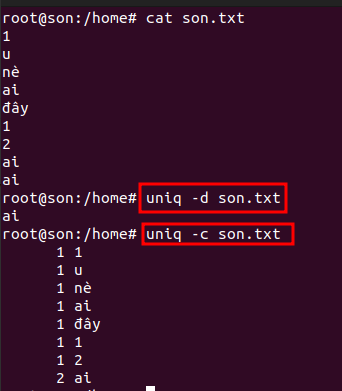 root@son:/home# cat son.txt
1
u
nè
ai
đây
1
2
ai
ai
root@son:/home# uniq -d son.txt
ai
root@son:/home# uniq -c son.txt
1 1
1 u
1 nè
1 ai
1 đây
1 1
1 2
2 ai